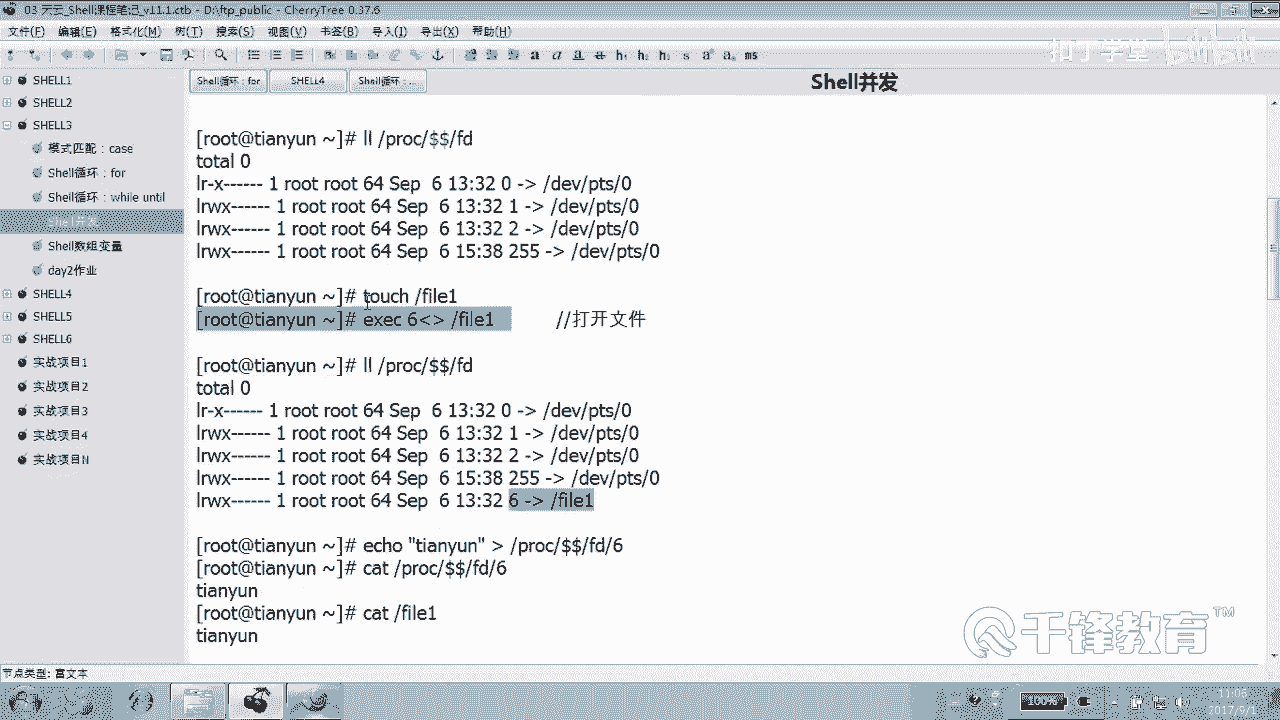 03 天云_Shell课程笔记_v11.1.ctb - D:\ftp_public - CherryTree 0.37.6
文件(F) 编辑(E) 格式化(M) 树(T) 搜索(S) 视图(V) 书签(B) 导入(I) 导出(X) 帮助(H)
扣丁学堂 bilibili
Shell循环：for SHELL4 Shell循环：...
Shell并发
SHELL1
SHELL2
SHELL3
模式匹配：case
Shell循环：for
Shell循环：while until
Shell并发
Shell数组变量
day2作业
SHELL4
SHELL5
SHELL6
实战项目1
实战项目2
实战项目3
实战项目4
实战项目N
[root@tianyun ~]# ll /proc/$$/fd
total 0
lr-x------ 1 root root 64 Sep  6 13:32 0 -> /dev/pts/0
lrwx------ 1 root root 64 Sep  6 13:32 1 -> /dev/pts/0
lrwx------ 1 root root 64 Sep  6 13:32 2 -> /dev/pts/0
lrwx------ 1 root root 64 Sep  6 15:38 255 -> /dev/pts/0
[root@tianyun ~]# touch /file1
[root@tianyun ~]# exec 6<> /file1 //打开文件
[root@tianyun ~]# ll /proc/$$/fd
total 0
lr-x------ 1 root root 64 Sep  6 13:32 0 -> /dev/pts/0
lrwx------ 1 root root 64 Sep  6 13:32 1 -> /dev/pts/0
lrwx------ 1 root root 64 Sep  6 13:32 2 -> /dev/pts/0
lrwx------ 1 root root 64 Sep  6 15:38 255 -> /dev/pts/0
lrwx------ 1 root root 64 Sep  6 13:32 6 -> /file1
[root@tianyun ~]# echo "tianyun" > /proc/$$/fd/6
[root@tianyun ~]# cat /proc/$$/fd/6
tianyun
[root@tianyun ~]# cat /file1
tianyun
千锋教育™
节点类型: 富文本
100%
11:06
2017/9/1